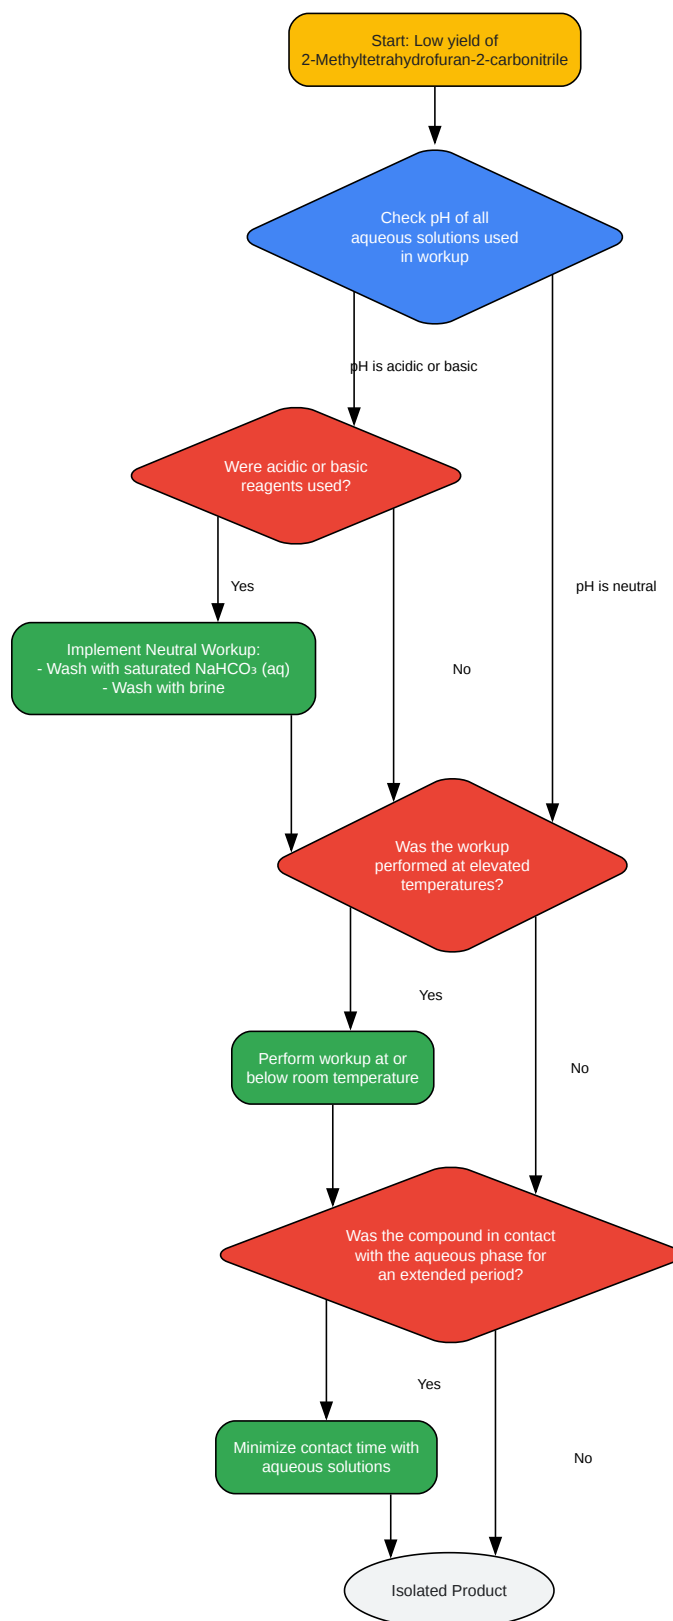 Start: Low yield of
2-Methyltetrahydrofuran-2-carbonitrile
Check pH of all
aqueous solutions used
in workup
pH is acidic or basic
Were acidic or basic
reagents used?
Yes
pH is neutral
Implement Neutral Workup:
- Wash with saturated NaHCO₃ (aq)
- Wash with brine
No
Was the workup
performed at elevated
temperatures?
Yes
Perform workup at or
below room temperature
No
Was the compound in contact
with the aqueous phase for
an extended period?
Yes
Minimize contact time with
aqueous solutions
No
Isolated Product